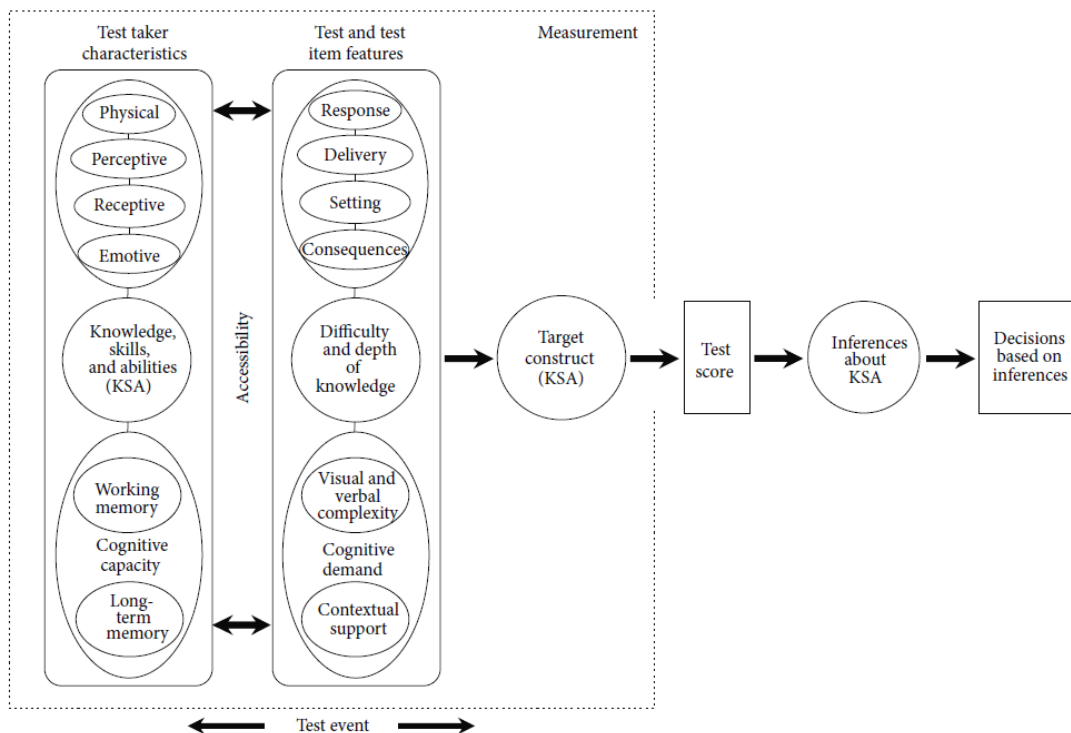 Test taker
characteristics
Test and test
item features
Measurement
Physical
Perceptive
Receptive
Emotive
Knowledge,
skills,
and abilities
(KSA)
Working
memory
Cognitive
capacity
Long-
term
memory
Accessibility
Response
Delivery
Setting
Consequences
Difficulty
and depth
of
knowledge
Visual and
verbal
complexity
Cognitive
demand
Contextual
support
Target
construct
(KSA)
Test
score
Inferences
about
KSA
Decisions
based on
inferences
Test event